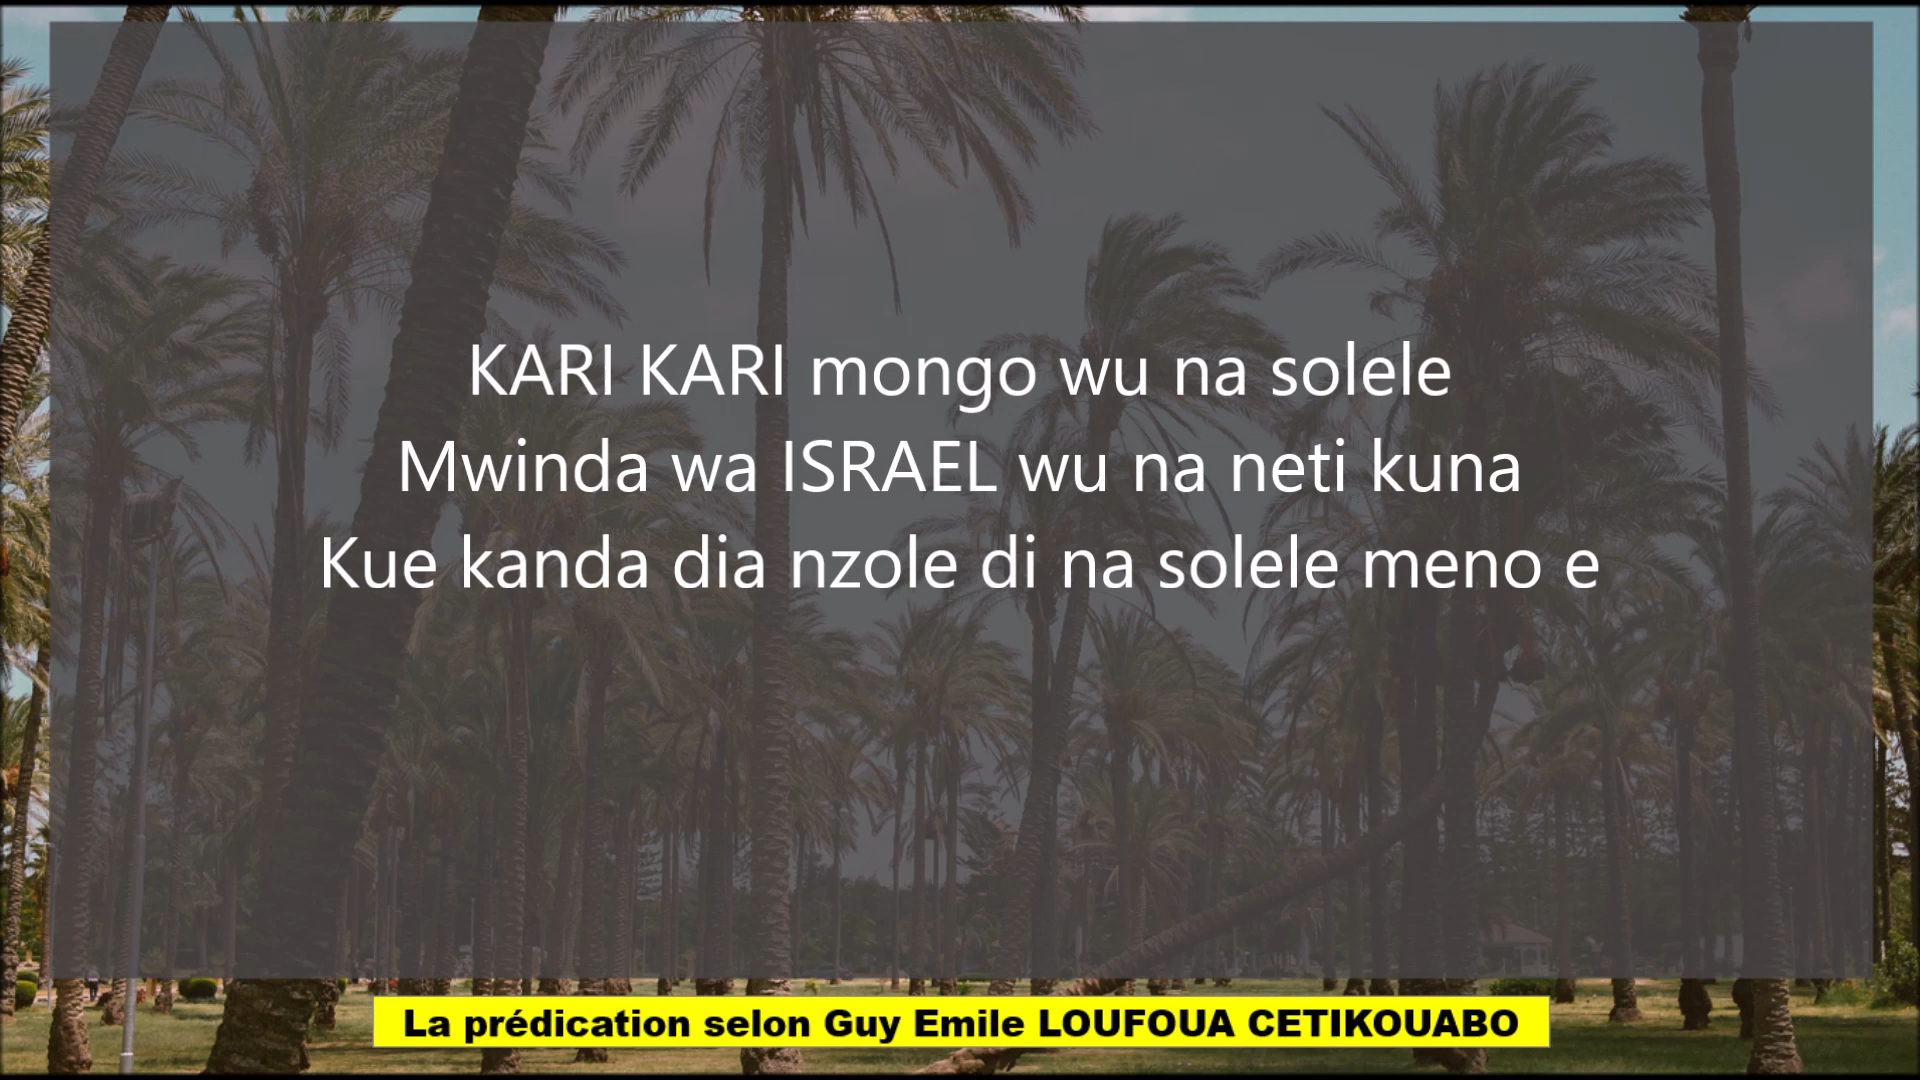 KARI KARI mongo wu na solele
Mwinda wa ISRAEL wu na neti kuna
Kue kanda dia nzole di na solele meno e
La prédication selon Guy Emile LOUFOUA CETIKOUABO